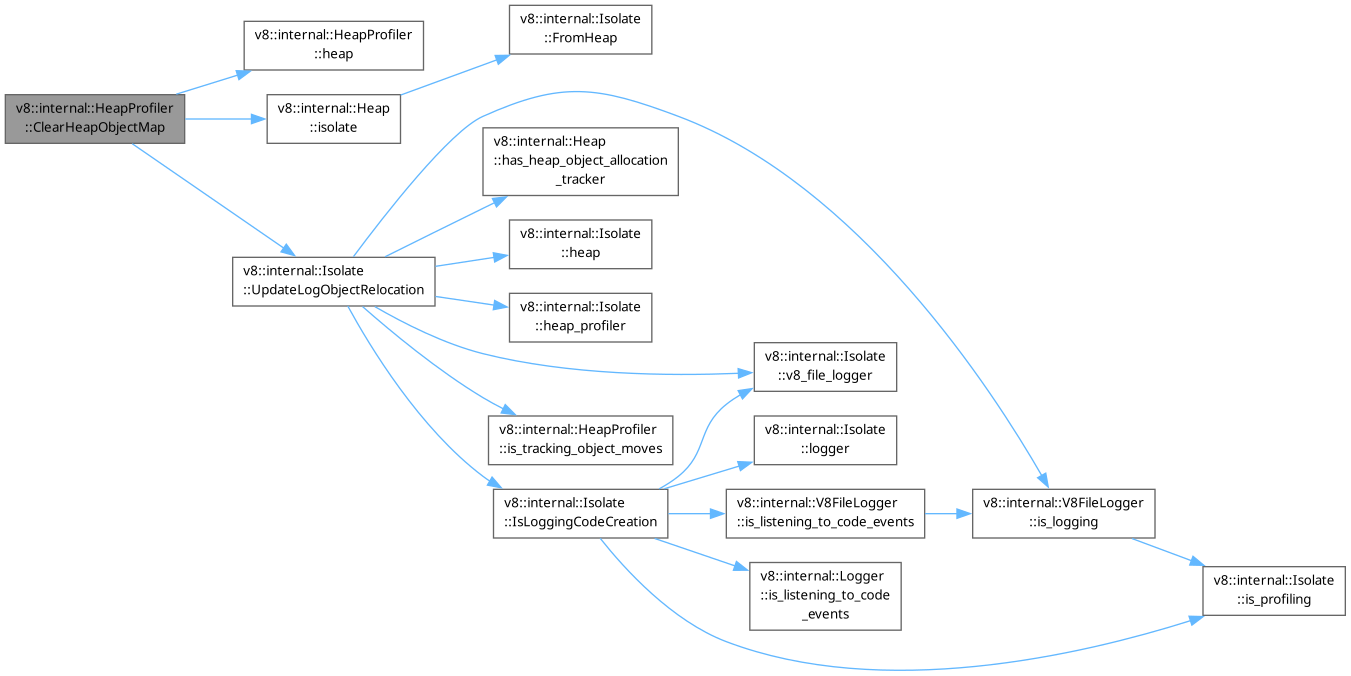 v8::internal::Isolate
::FromHeap
v8::internal::HeapProfiler
::heap
v8::internal::HeapProfiler
::ClearHeapObjectMap
v8::internal::Heap
::isolate
v8::internal::Heap
::has_heap_object_allocation
_tracker
v8::internal::Isolate
::heap
v8::internal::Isolate
::UpdateLogObjectRelocation
v8::internal::Isolate
::heap_profiler
v8::internal::Isolate
::v8_file_logger
v8::internal::HeapProfiler
::is_tracking_object_moves
v8::internal::Isolate
::logger
v8::internal::Isolate
::IsLoggingCodeCreation
v8::internal::V8FileLogger
::is_listening_to_code_events
v8::internal::V8FileLogger
::is_logging
v8::internal::Logger
::is_listening_to_code
_events
v8::internal::Isolate
::is_profiling